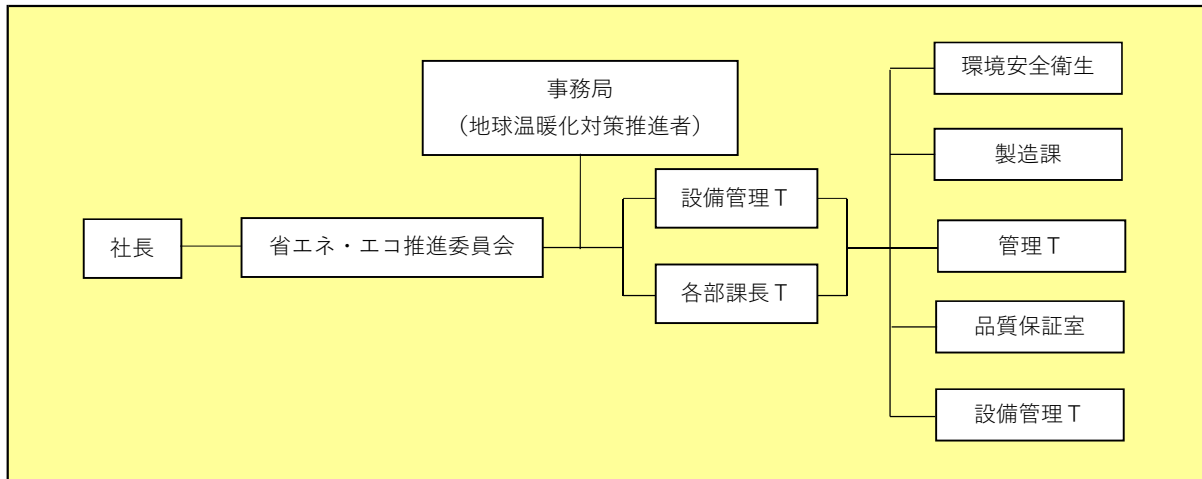 事務局
（地球温暖化対策推進者）
社長
省エネ・エコ推進委員会
設備管理Ｔ
各部課長Ｔ
環境安全衛生
製造課
管理Ｔ
品質保証室
設備管理Ｔ